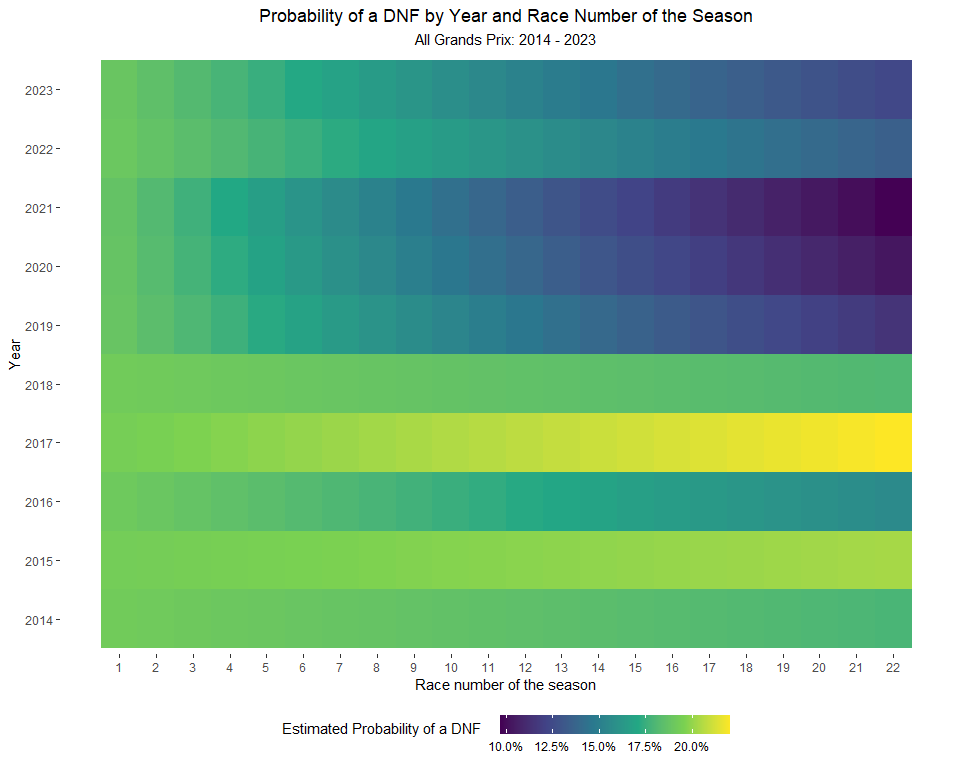 Probability of a DNF by Year and Race Number of the Season
All Grands Prix: 2014 - 2023
Year
2023
2022
2021
2020
2019
2018
2017
2016
2015
2014
1 2 3 4 5 6 7 8 9 10 11 12 13 14 15 16 17 18 19 20 21 22
Race number of the season
Estimated Probability of a DNF
10.0% 12.5% 15.0% 17.5% 20.0%